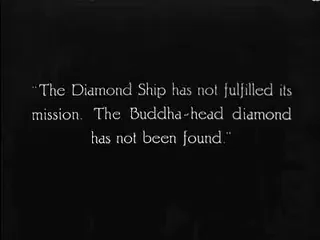 "The Diamond Ship has not fulfilled its
mission. The Buddha-head diamond
has not been found."